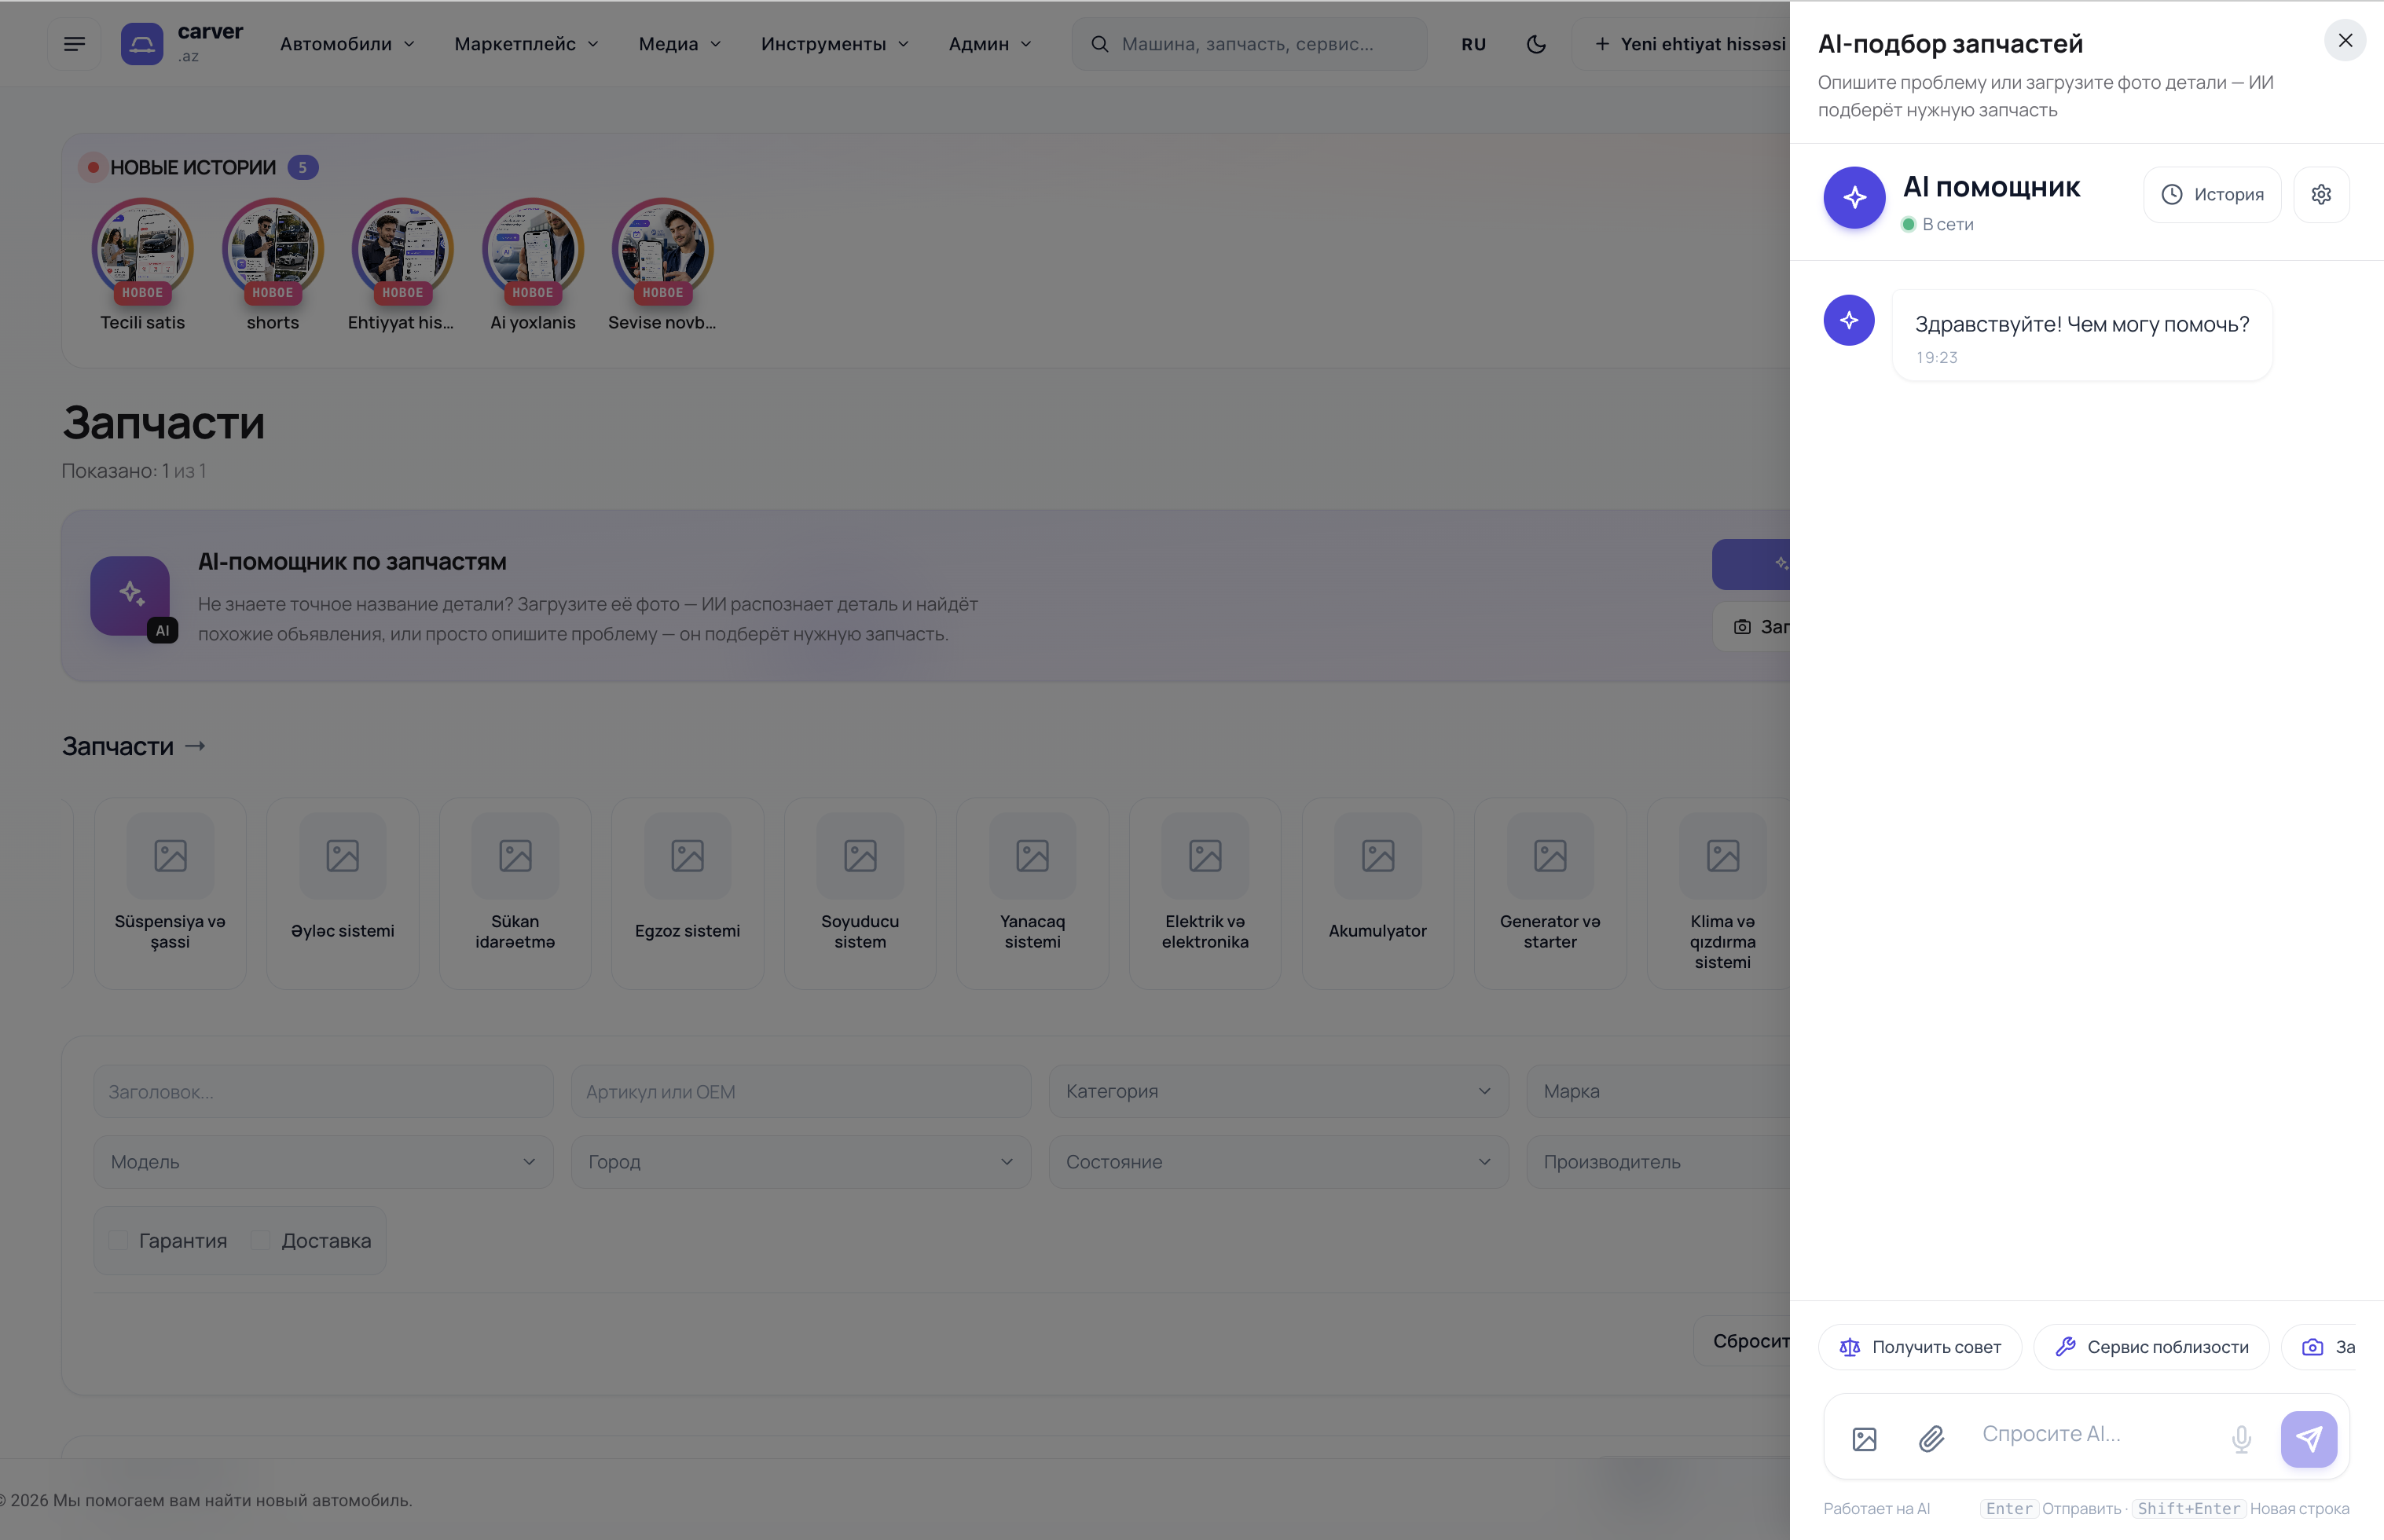 carver
.az
Автомобили
Маркетплейс
Медиа
Инструменты
Админ
Машина, запчасть, сервис...
RU
Yeni ehtiyat hissəsi
НОВЫЕ ИСТОРИИ 5
НОВОЕ
НОВОЕ
НОВОЕ
НОВОЕ
НОВОЕ
Tecili satis
shorts
Ehtiyyat his...
Ai yoxlanis
Sevise novb...
Запчасти
Показано: 1 из 1
AI-помощник по запчастям
Не знаете точное название детали? Загрузите её фото — ИИ распознает деталь и найдёт
похожие объявления, или просто опишите проблему — он подберёт нужную запчасть.
AI
Заг
Запчасти →
Süspensiya və
şassi
Əyləc sistemi
Sükan
idarəetmə
Egzoz sistemi
Soyuducu
sistem
Yanacaq
sistemi
Elektrik və
elektronika
Akumulyator
Generator və
starter
Klima və
qızdırma
sistemi
Заголовок...
Артикул или OEM
Категория
Марка
Модель
Город
Состояние
Производитель
Гарантия
Доставка
Сбросит
© 2026 Мы помогаем вам найти новый автомобиль.
AI-подбор запчастей
Опишите проблему или загрузите фото детали — ИИ
подберёт нужную запчасть
AI помощник
В сети
История
Здравствуйте! Чем могу помочь?
19:23
Получить совет
Сервис поблизости
За
Спросите AI...
Работает на AI
Enter Отправить · Shift+Enter Новая строка